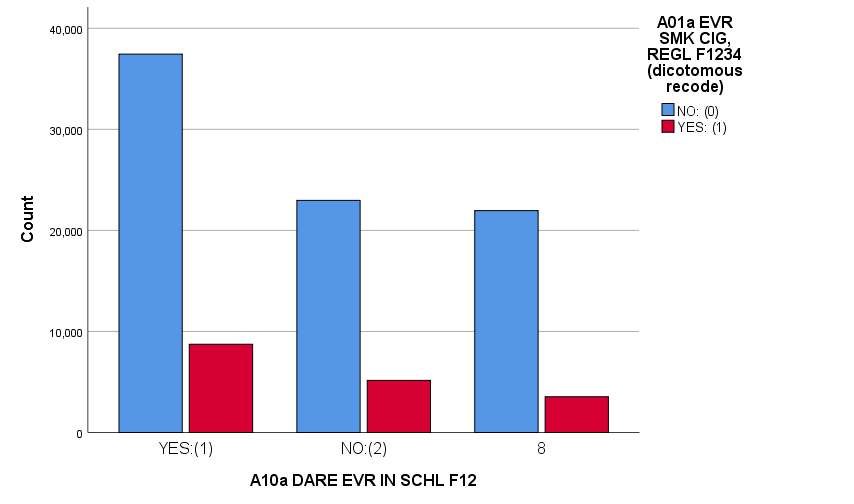 40,000
30,000
20,000
10,000
0
Count
YES:(1)
NO:(2)
8
A10a DARE EVR IN SCHL F12
A01a EVR
SMK CIG,
REGL F1234
(dicotomous
recode)
NO: (0)
YES: (1)